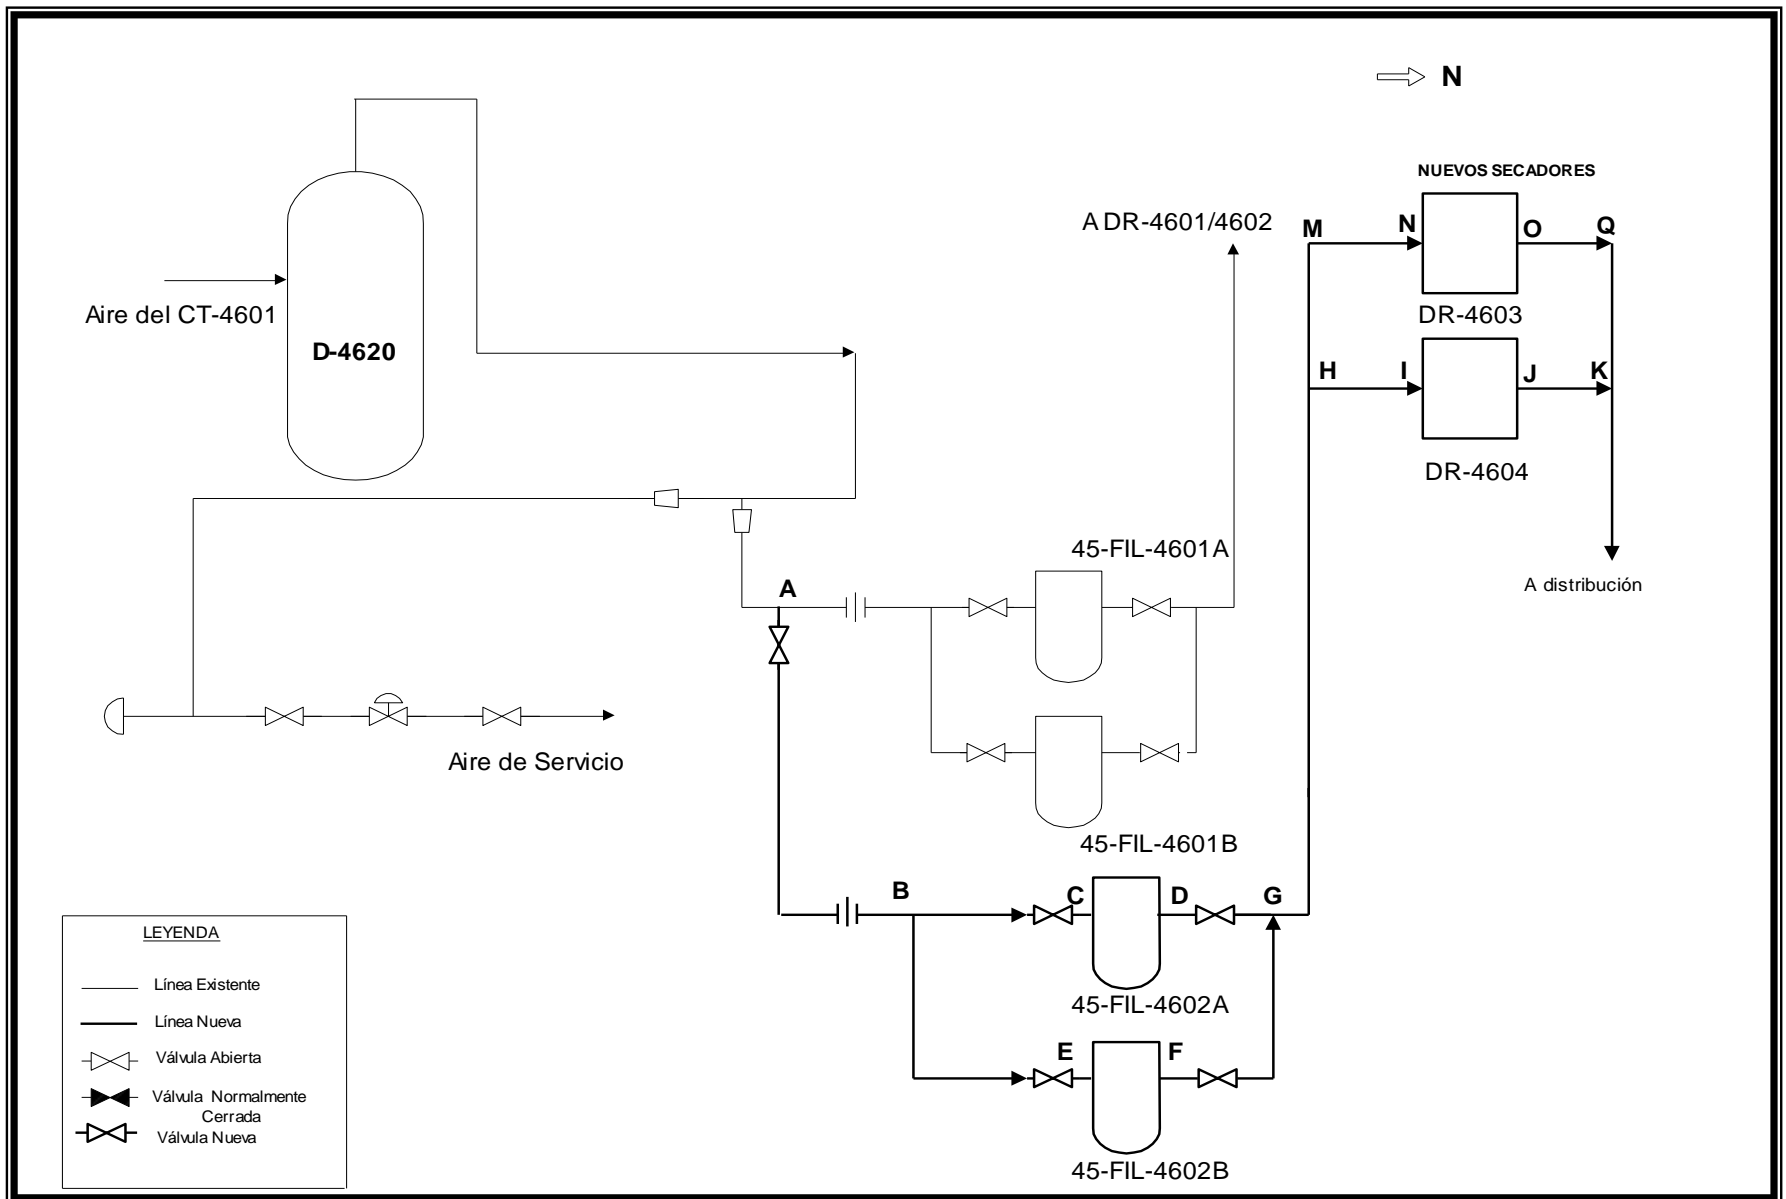 N
NUEVOS SECADORES
A DR-4601/4602
M
N
O
Q
Aire del CT-4601
DR-4603
D-4620
H
I
J
K
DR-4604
45-FIL-4601A
A
A distribución
Aire de Servicio
45-FIL-4601B
B
C
D
G
LEYENDA
Línea Existente
45-FIL-4602A
Línea Nueva
E
F
Válvula Abierta
Válvula Normalmente
Cerrada
Válvula Nueva
45-FIL-4602B